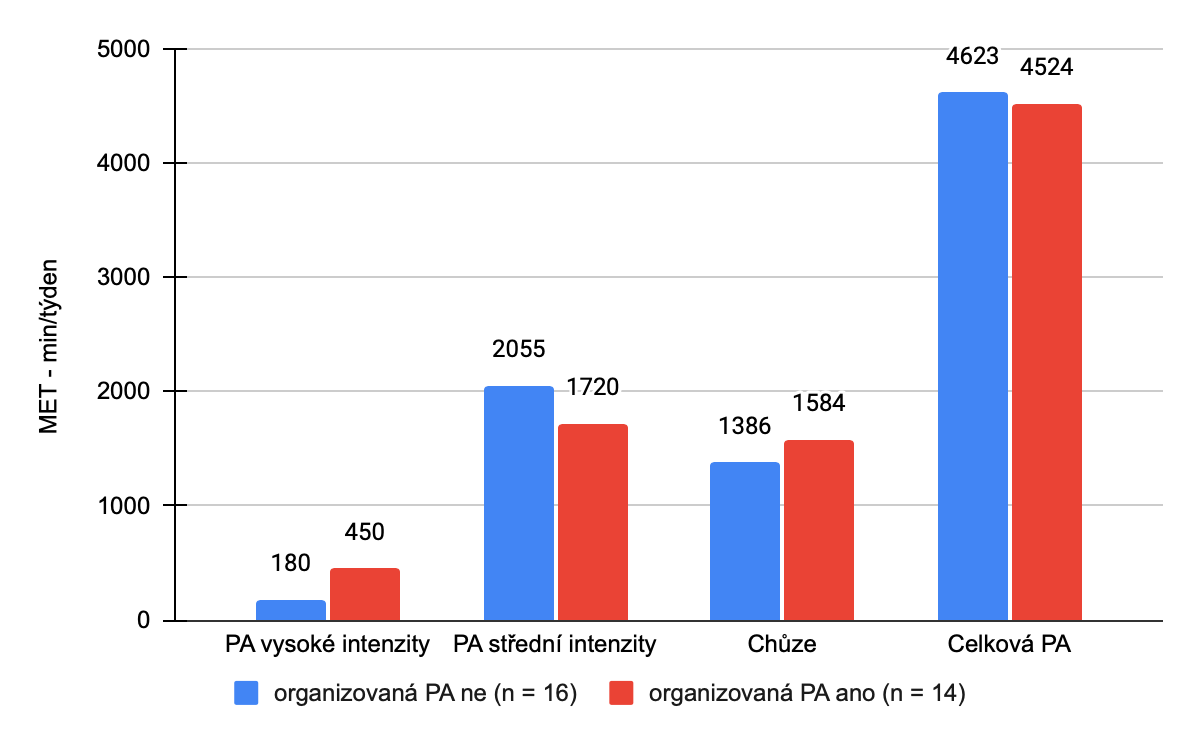 5000
4000
3000
2000
1000
0
MET - min/týden
180
450
2055
1720
1386
1584
4623
4524
PA vysoké intenzity
PA střední intenzity
Chůze
Celková PA
organizovaná PA ne (n = 16)
organizovaná PA ano (n = 14)